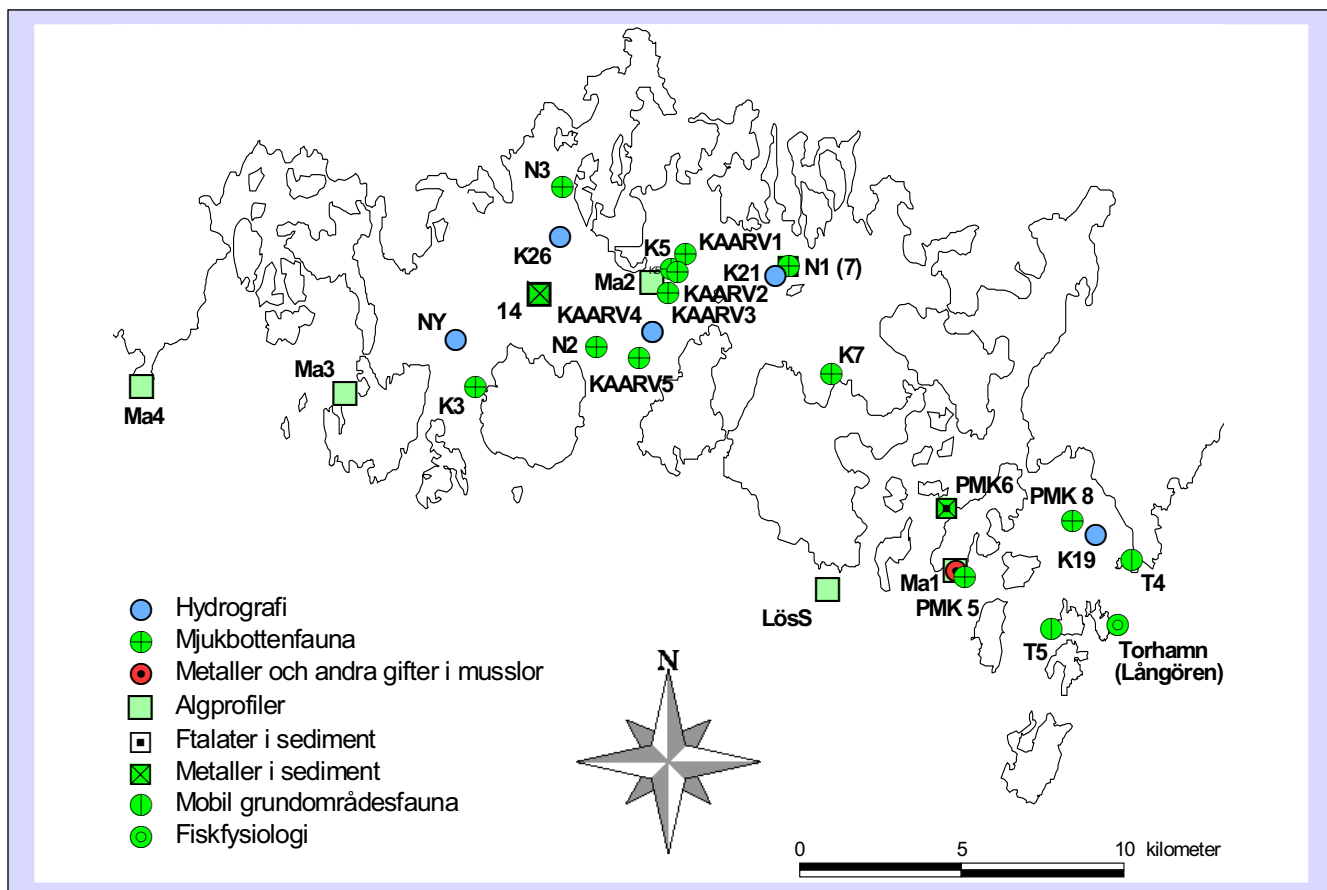 N3
K26
K5
KAARV1
K21
N1 (7)
Ma2
KAARV2
14
KAARV4
KAARV3
NY
N2
KAARV5
K7
Ma3
K3
Ma4
PMK6
PMK 8
K19
T4
Ma1
PMK 5
LösS
T5
Torhamn
(Långören)
Hydrografi
Mjukbottenfauna
Metaller och andra gifter i musslor
Algprofiler
Ftalater i sediment
Metaller i sediment
Mobil grundområdesfauna
Fiskfysiologi
N
0 5 10 kilometer